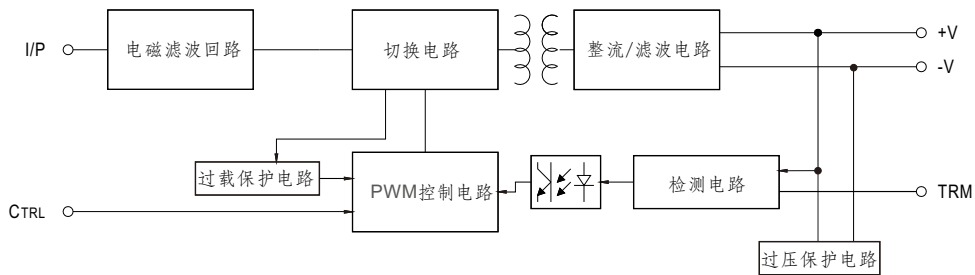 I/P
电磁滤波回路
切换电路
整流/滤波电路
+V
-V
过载保护电路
PWM控制电路
检测电路
TRM
CTRL
过压保护电路